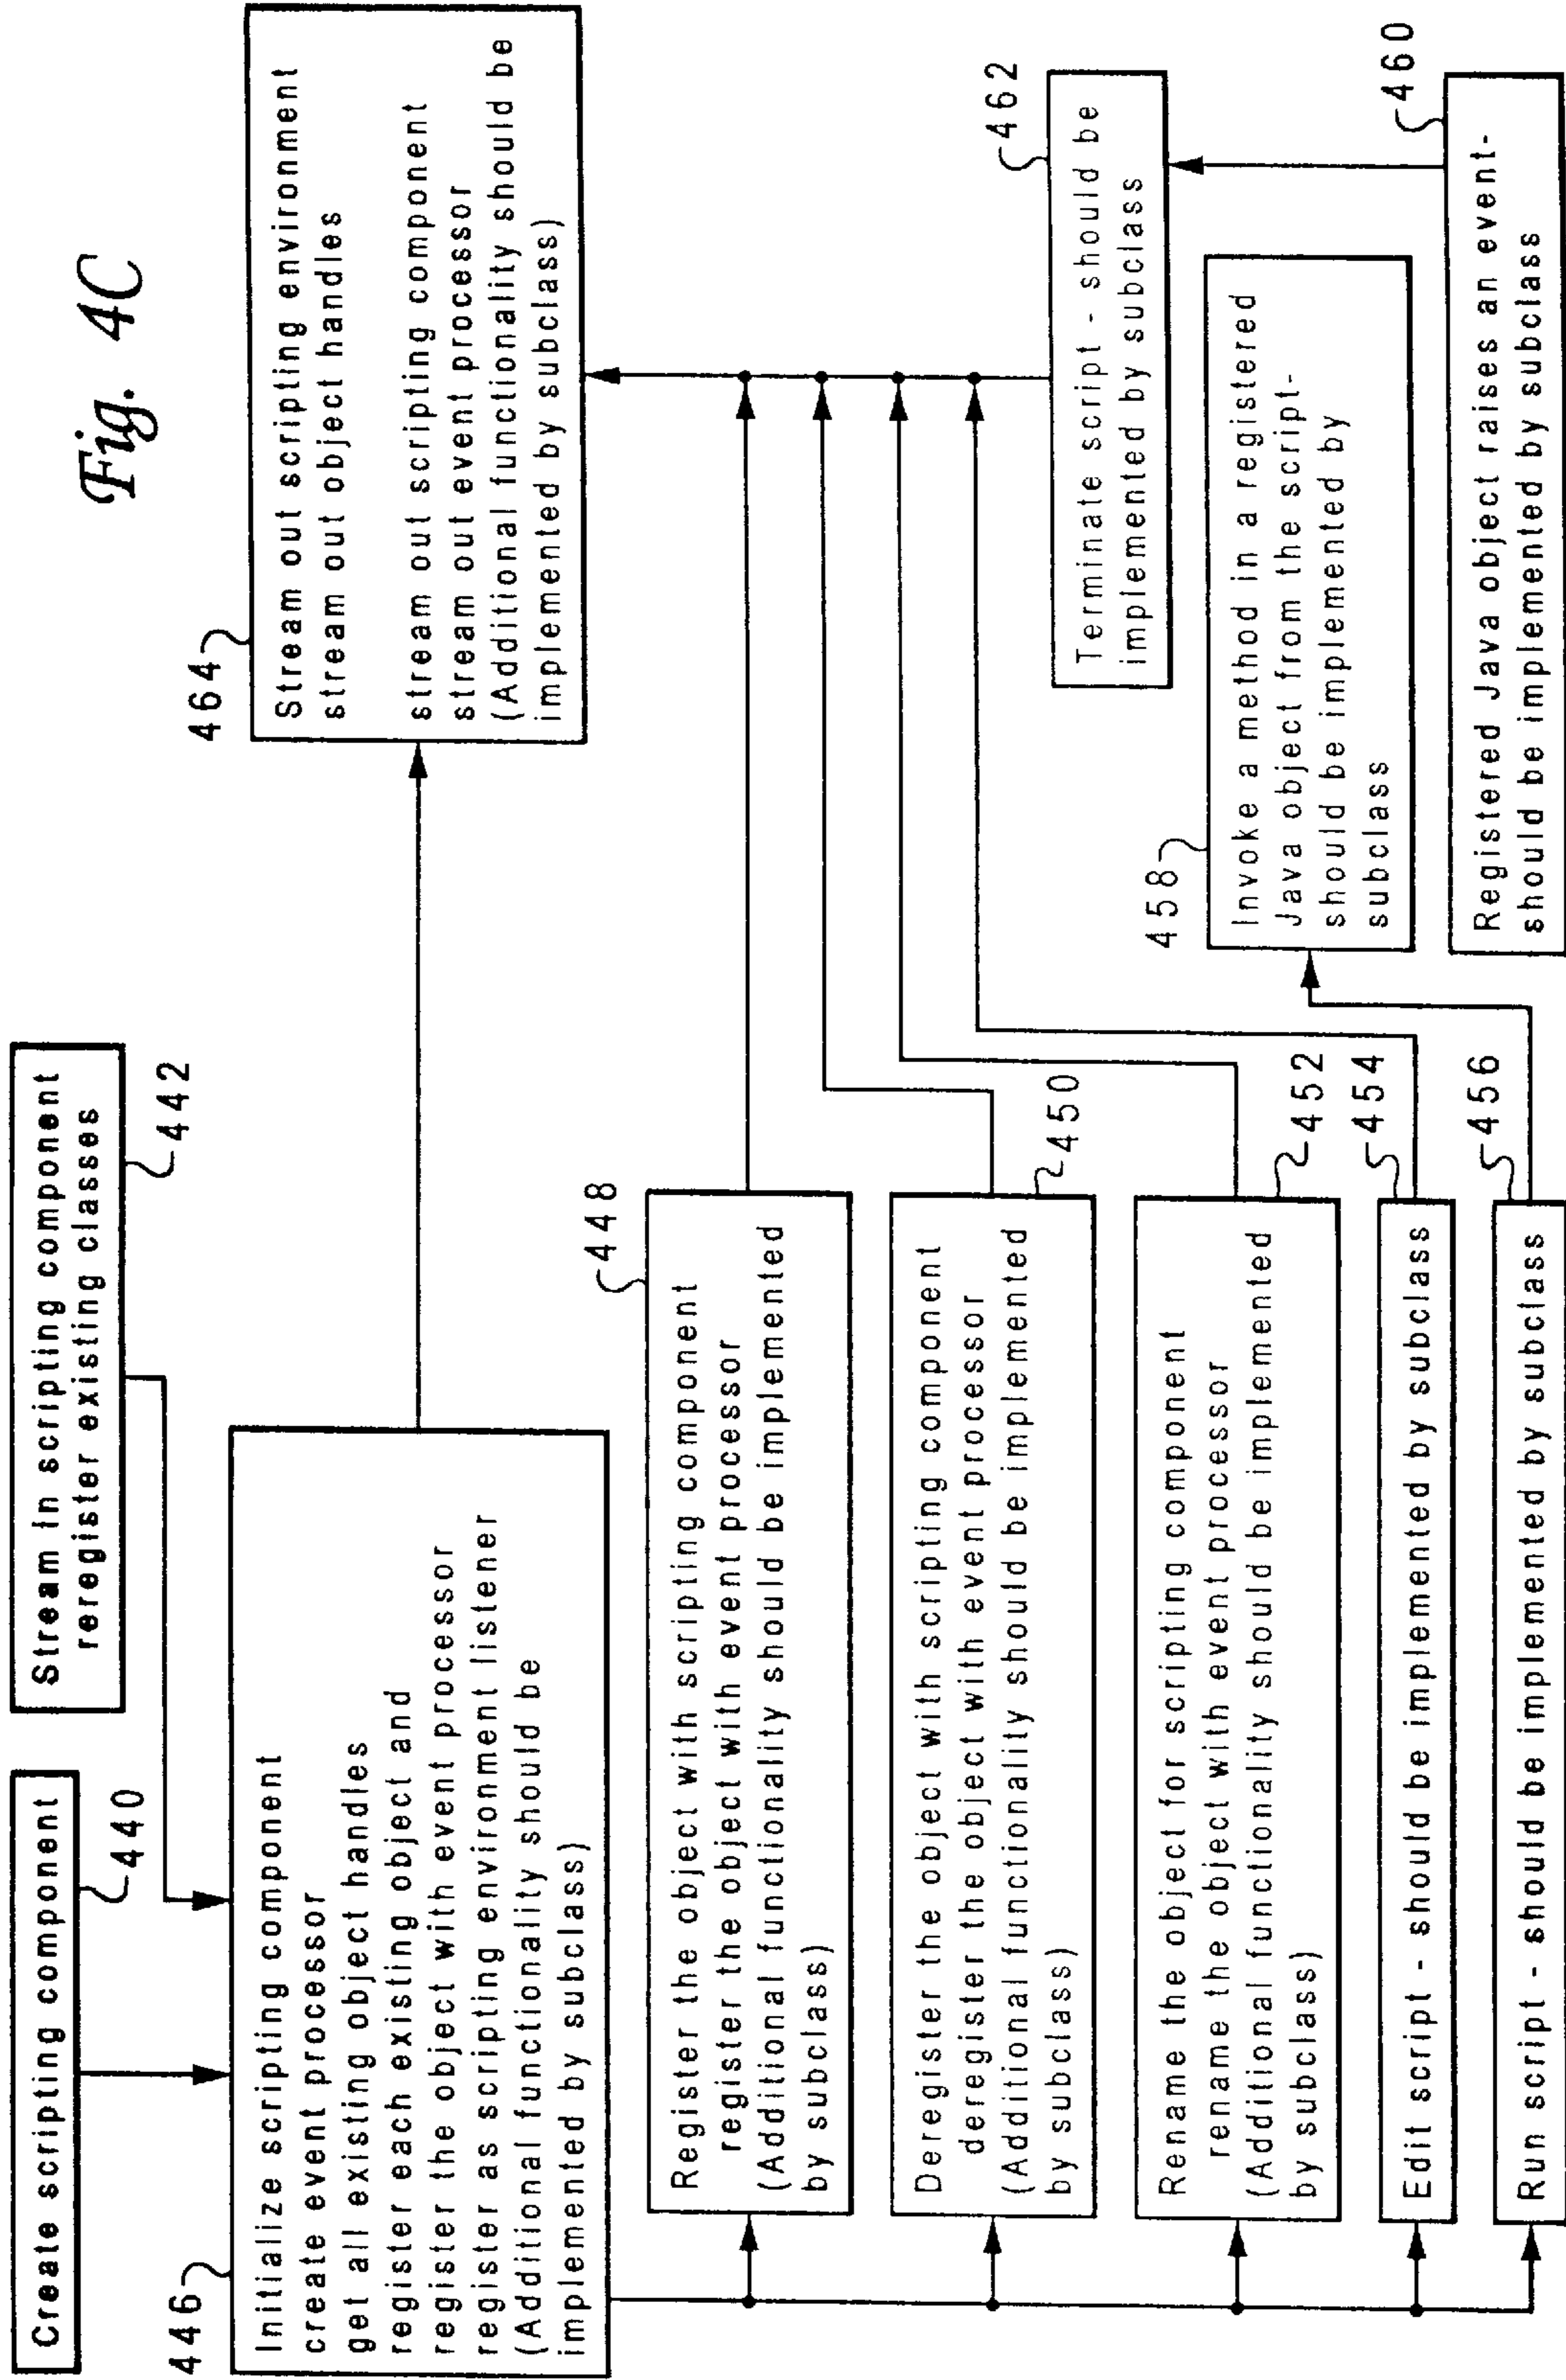 Fig. 4C
Create scripting component
440
Stream in scripting component
reregister existing classes
442
446
Initialize scripting component
create event processor
get all existing object handles
register each existing object and
register the object with event processor
register as scripting environment listener
(Additional functionality should be
implemented by subclass)
464
Stream out scripting environment
stream out object handles
stream out scripting component
stream out event processor
(Additional functionality should be
implemented by subclass)
448
Register the object with scripting component
register the object with event processor
(Additional functionality should be implemented
by subclass)
Deregister the object with scripting component
deregister the object with event processor
(Additional functionality should be implemented
by subclass)
450
Rename the object for scripting component
rename the object with event processor
(Additional functionality should be implemented
by subclass)
452
Edit script - should be implemented by subclass
454
Run script - should be implemented by subclass
456
462
Terminate script - should be
implemented by subclass
458
Invoke a method in a registered
Java object from the script-
should be implemented by
subclass
460
Registered Java object raises an event-
should be implemented by subclass